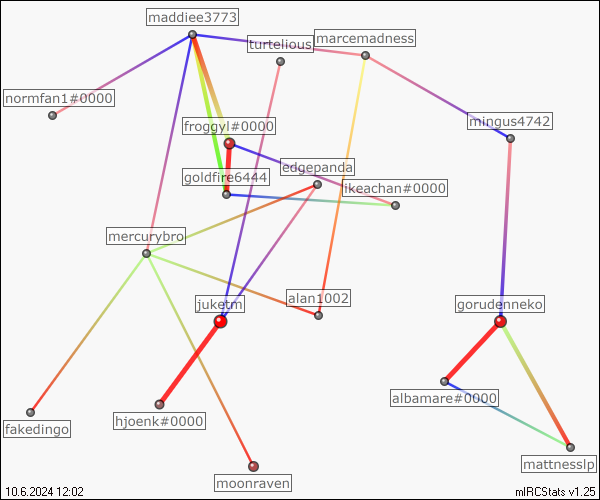 maddiee3773
turtelious
marcemadness
normfan1#0000
froggyl#0000
mingus4742
edgepanda
goldfire6444
likeachan#0000
mercurybro
juketm
alan1002
gorudenneko
albamare#0000
hjoenk#0000
fakedingo
mattnesslp
moonraven
10.6.2024 12:02
mIRCStats v1.25